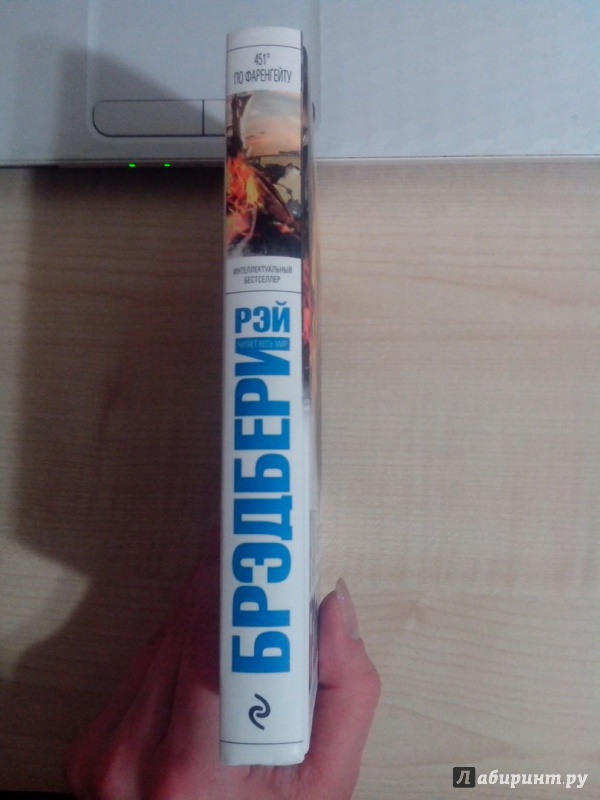 451°
ПО ФАРЕНГЕЙТУ
ИНТЕЛЛЕКТУАЛЬНЫЙ
БЕСТСЕЛЛЕР
РЭЙ
ЧИТАЕТ ВЕСЬ МИР
БРЭДБЕРИ
Лабиринт.ру